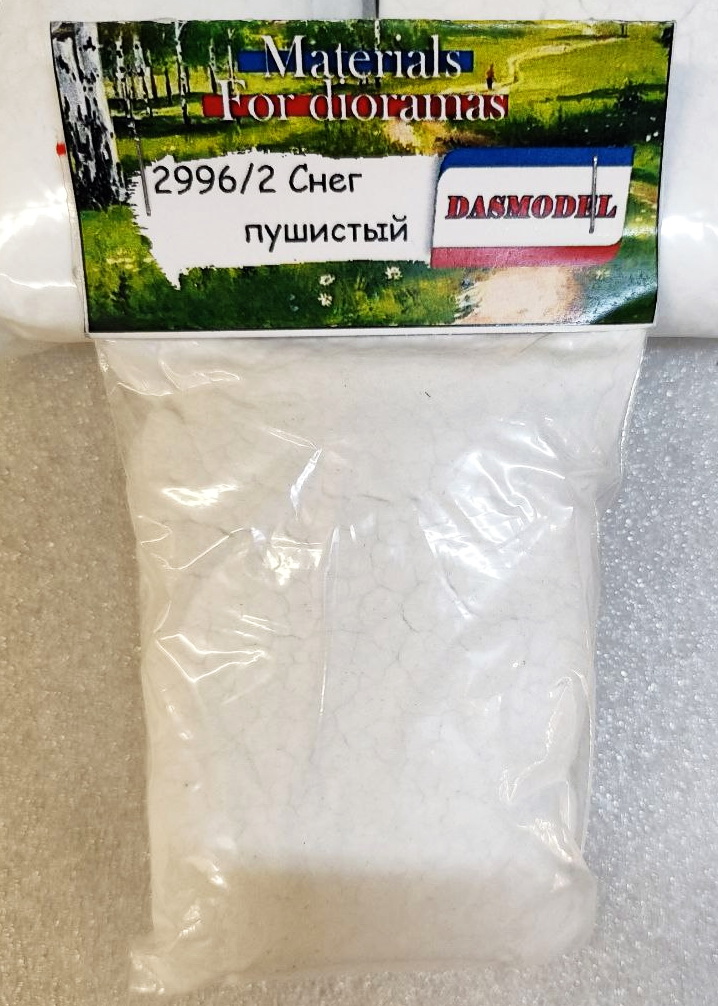 Materials
For dioramas
2996/2 Снег
пушистый
DASMODEL